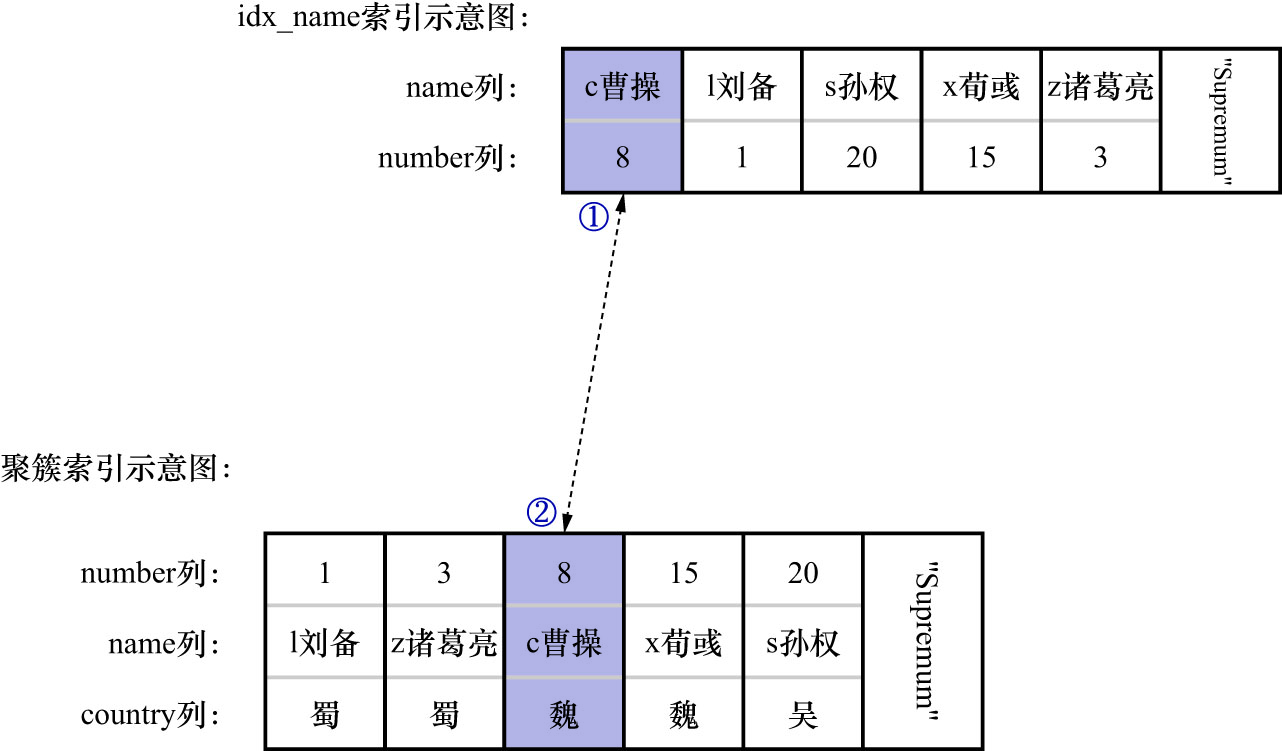 idx_name索引示意图：
name列： c曹操 l刘备 s孙权 x荀彧 z诸葛亮 "Supremum"
number列： 8 1 20 15 3
①
聚簇索引示意图：
②
number列： 1 3 8 15 20 "Supremum"
name列： l刘备 z诸葛亮 c曹操 x荀彧 s孙权
country列： 蜀 蜀 魏 魏 吴